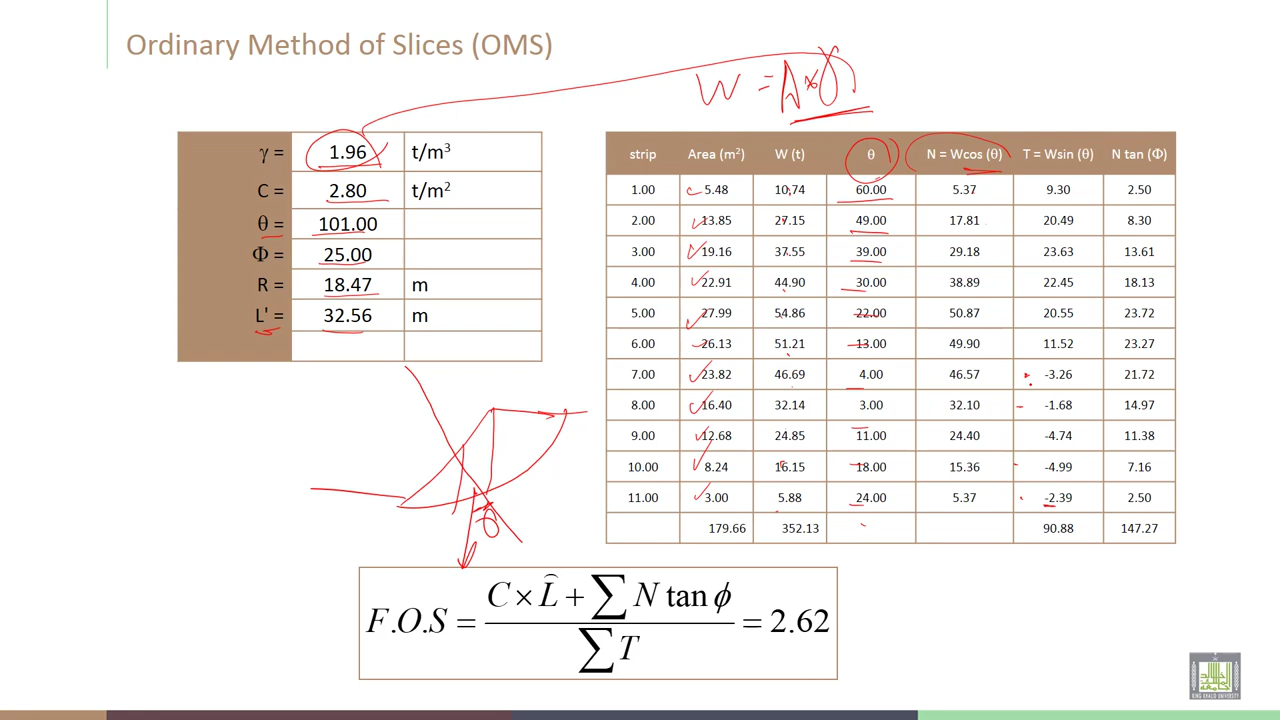 Ordinary Method of Slices (OMS)
W = A × γ
γ = 1.96 t/m³
C = 2.80 t/m²
θ = 101.00
Φ = 25.00
R = 18.47 m
L' = 32.56 m
strip Area (m²) W (t) θ N = Wcos (θ) T = Wsin (θ) N tan (Φ)
1.00 5.48 10.74 60.00 5.37 9.30 2.50
2.00 13.85 27.15 49.00 17.81 20.49 8.30
3.00 19.16 37.55 39.00 29.18 23.63 13.61
4.00 22.91 44.90 30.00 38.89 22.45 18.13
5.00 27.99 54.86 22.00 50.87 20.55 23.72
6.00 26.13 51.21 13.00 49.90 11.52 23.27
7.00 23.82 46.69 4.00 46.57 -3.26 21.72
8.00 16.40 32.14 3.00 32.10 -1.68 14.97
9.00 12.68 24.85 11.00 24.40 -4.74 11.38
10.00 8.24 16.15 18.00 15.36 -4.99 7.16
11.00 3.00 5.88 24.00 5.37 -2.39 2.50
179.66 352.13 90.88 147.27
θ
F.O.S = (C × L̂ + ∑ N tan ϕ) / ∑ T = 2.62
KING KHALID UNIVERSITY